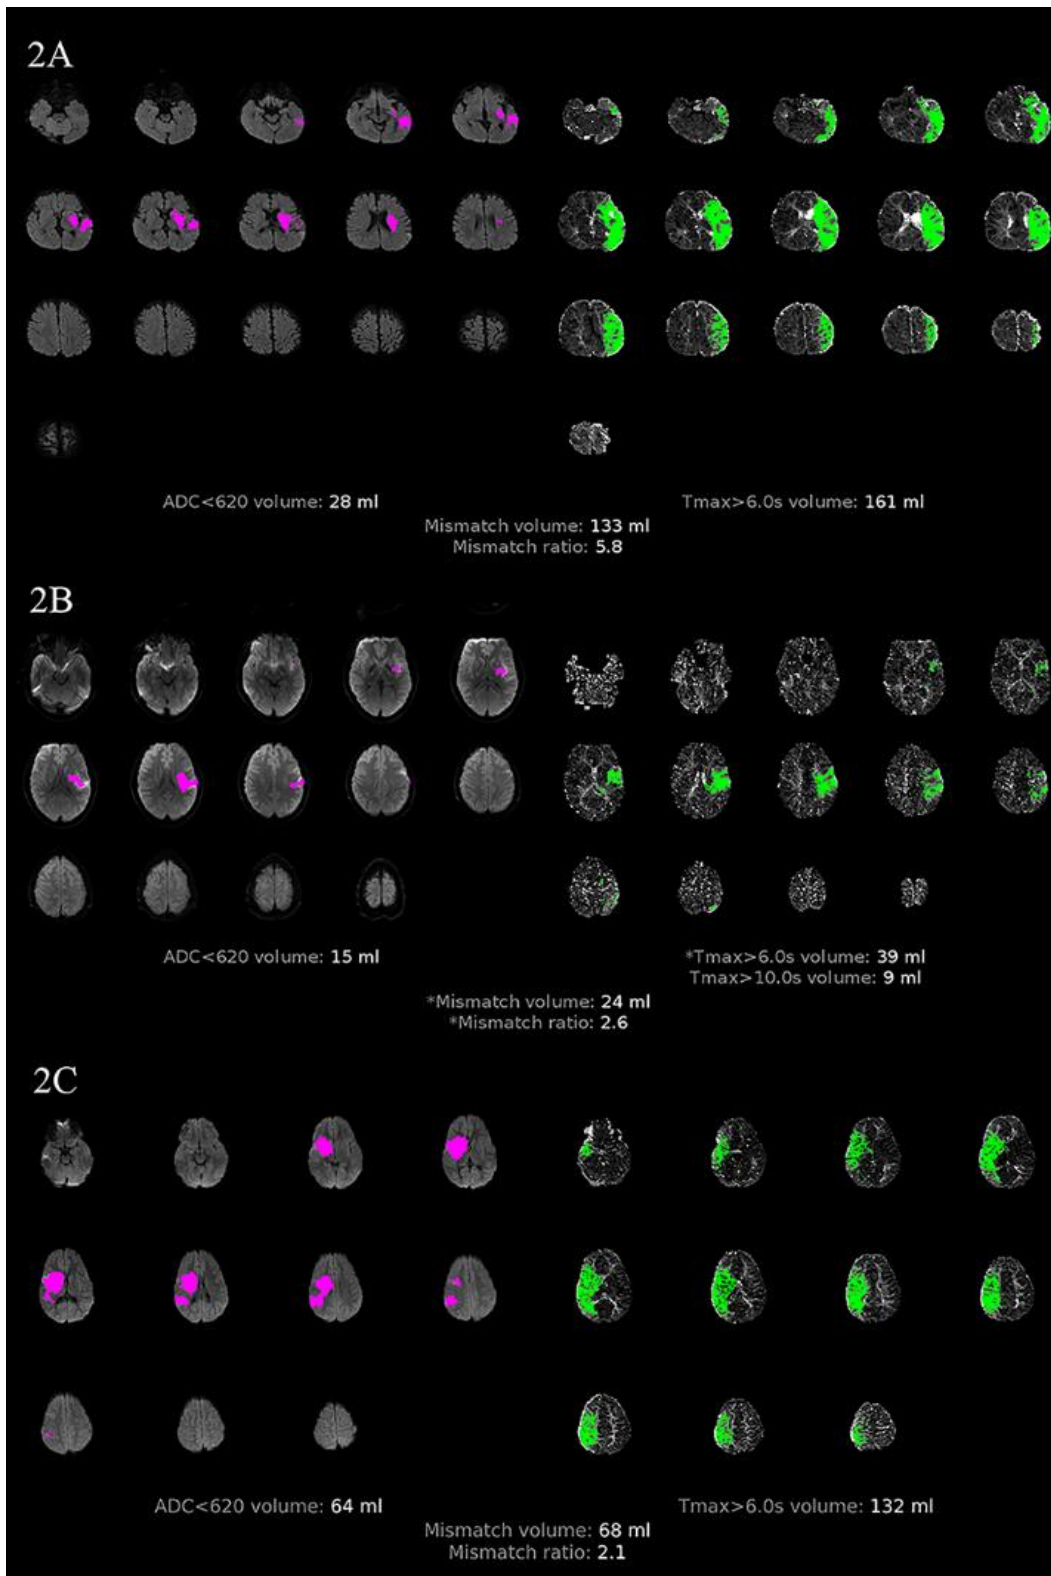 2A
ADC<620 volume: 28 ml
Tmax>6.0s volume: 161 ml
Mismatch volume: 133 ml
Mismatch ratio: 5.8
2B
ADC<620 volume: 15 ml
*Tmax>6.0s volume: 39 ml
Tmax>10.0s volume: 9 ml
*Mismatch volume: 24 ml
*Mismatch ratio: 2.6
2C
ADC<620 volume: 64 ml
Tmax>6.0s volume: 132 ml
Mismatch volume: 68 ml
Mismatch ratio: 2.1